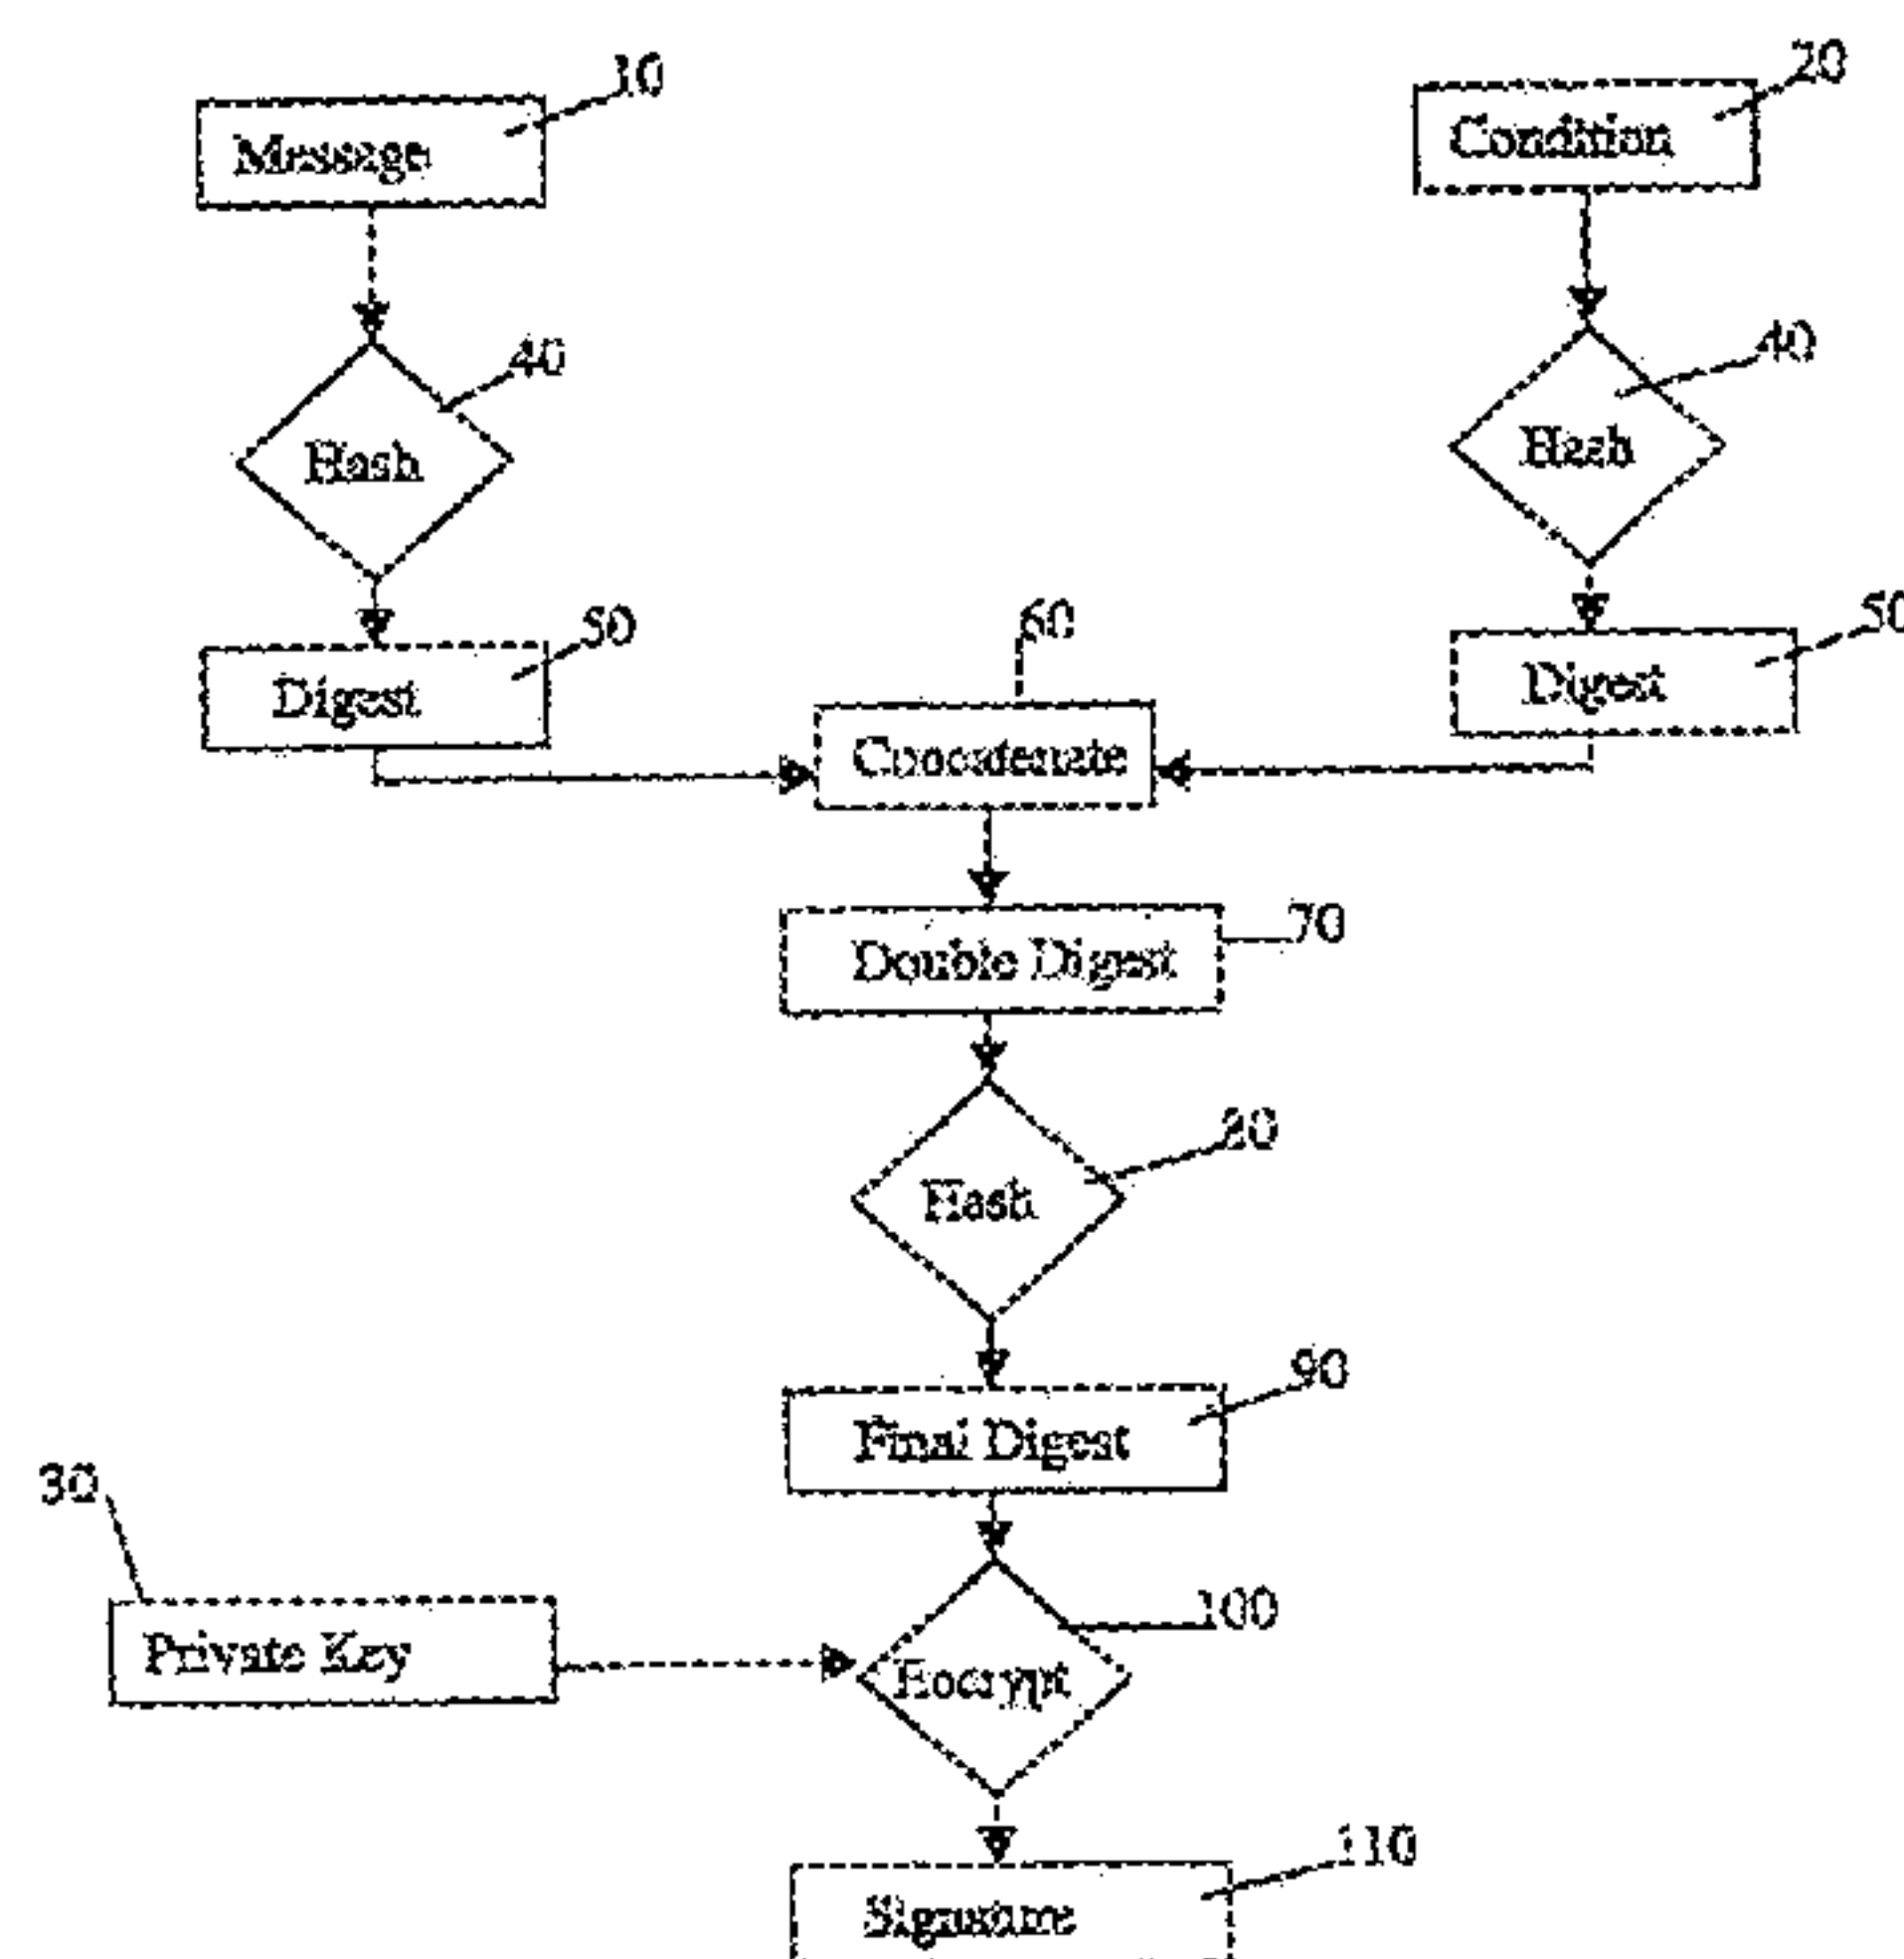 10
20
Message
Condition
40
40
Hash
Hash
50
50
60
Digest
Digest
Concatenate
70
Double Digest
80
Hash
90
Final Digest
30
100
Private Key
Encrypt
110
Signature